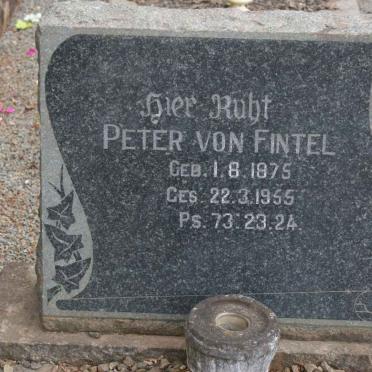 Hier Ruht
PETER VON FINTEL
GEB. 1.8.1875
GES. 22.3.1955
PS. 73.23.24